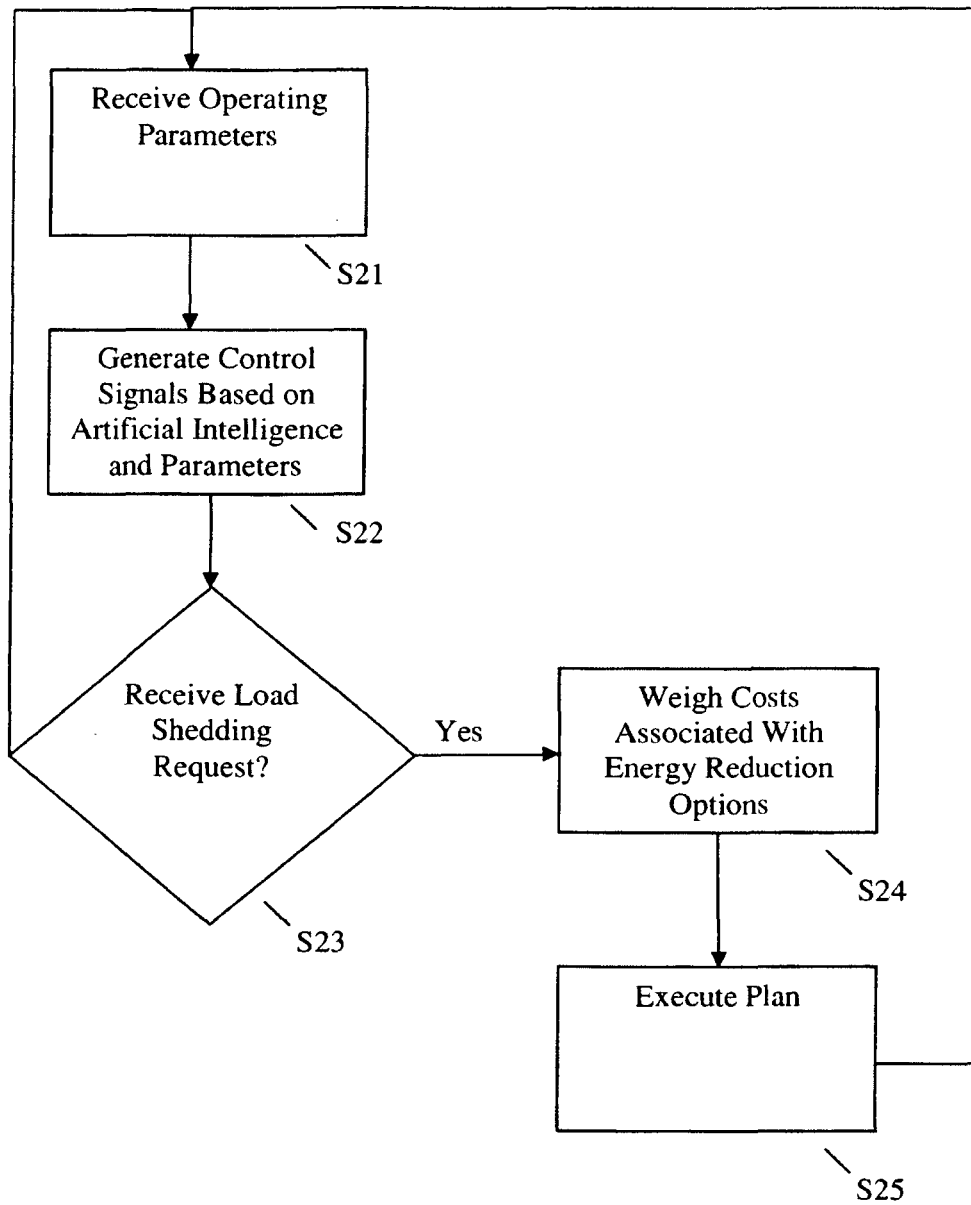 Receive Operating
Parameters
S21
Generate Control
Signals Based on
Artificial Intelligence
and Parameters
S22
Receive Load
Shedding
Request?
S23
Yes
Weigh Costs
Associated With
Energy Reduction
Options
S24
Execute Plan
S25